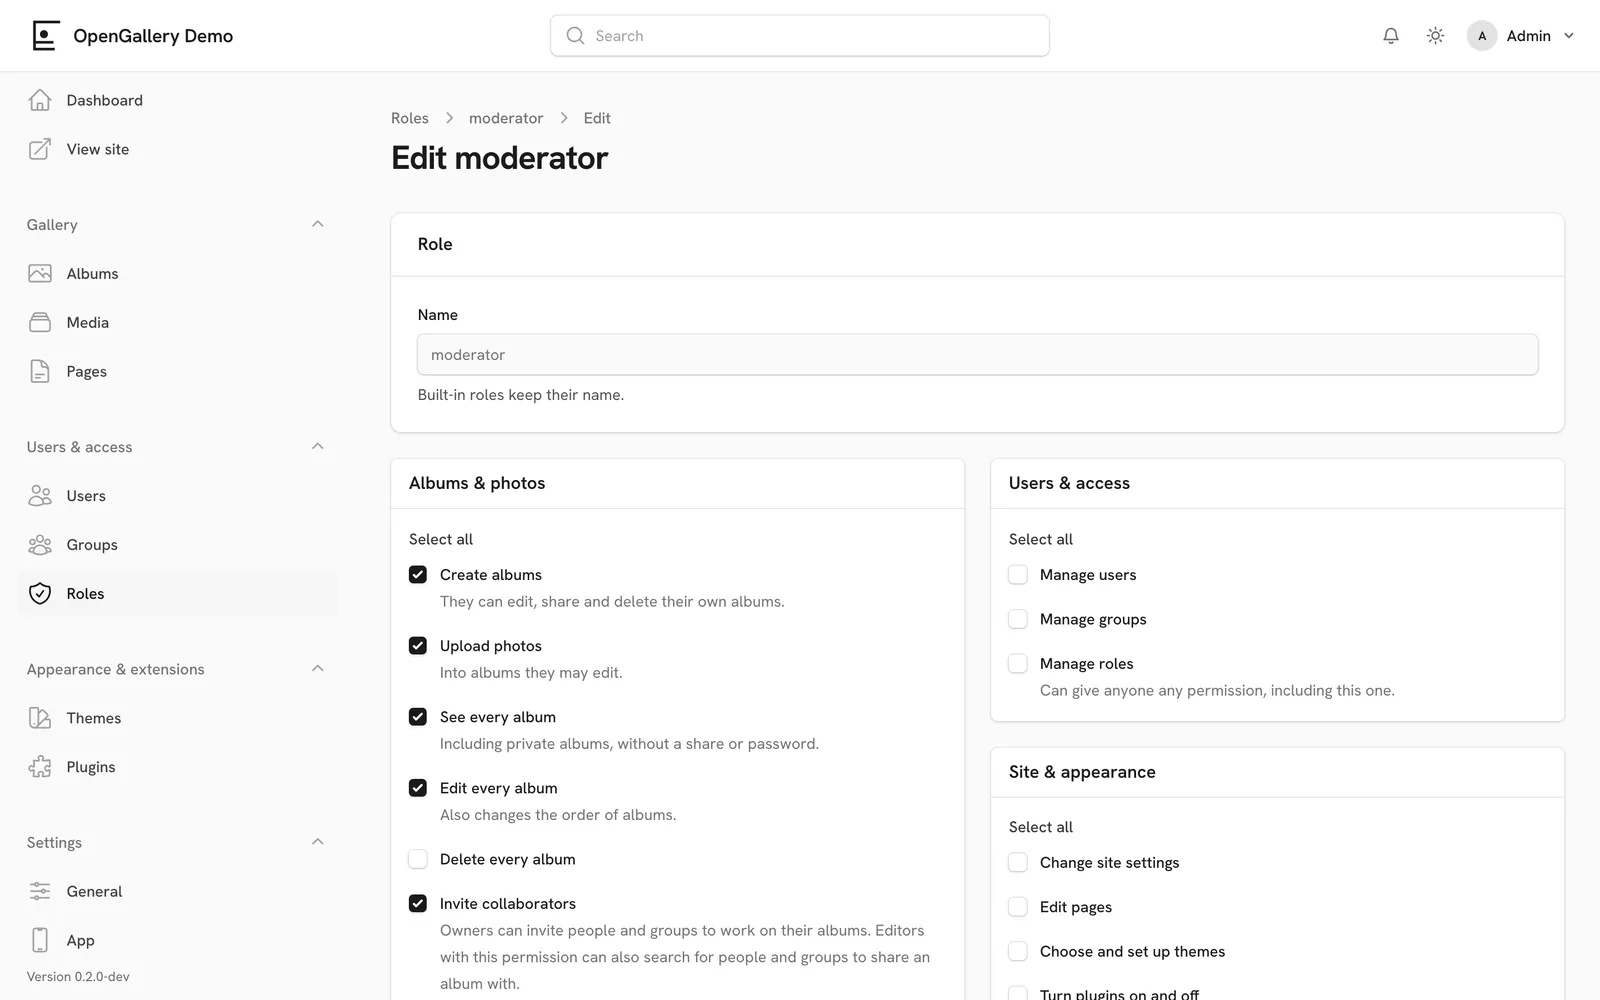 OpenGallery Demo
Search
A
Admin
Dashboard
View site
Gallery
Albums
Media
Pages
Users & access
Users
Groups
Roles
Appearance & extensions
Themes
Plugins
Settings
General
App
Version 0.2.0-dev
Roles > moderator > Edit
Edit moderator
Role
Name
moderator
Built-in roles keep their name.
Albums & photos
Select all
Create albums
They can edit, share and delete their own albums.
Upload photos
Into albums they may edit.
See every album
Including private albums, without a share or password.
Edit every album
Also changes the order of albums.
Delete every album
Invite collaborators
Owners can invite people and groups to work on their albums. Editors
with this permission can also search for people and groups to share an
album with.
Users & access
Select all
Manage users
Manage groups
Manage roles
Can give anyone any permission, including this one.
Site & appearance
Select all
Change site settings
Edit pages
Choose and set up themes
Turn plugins on and off